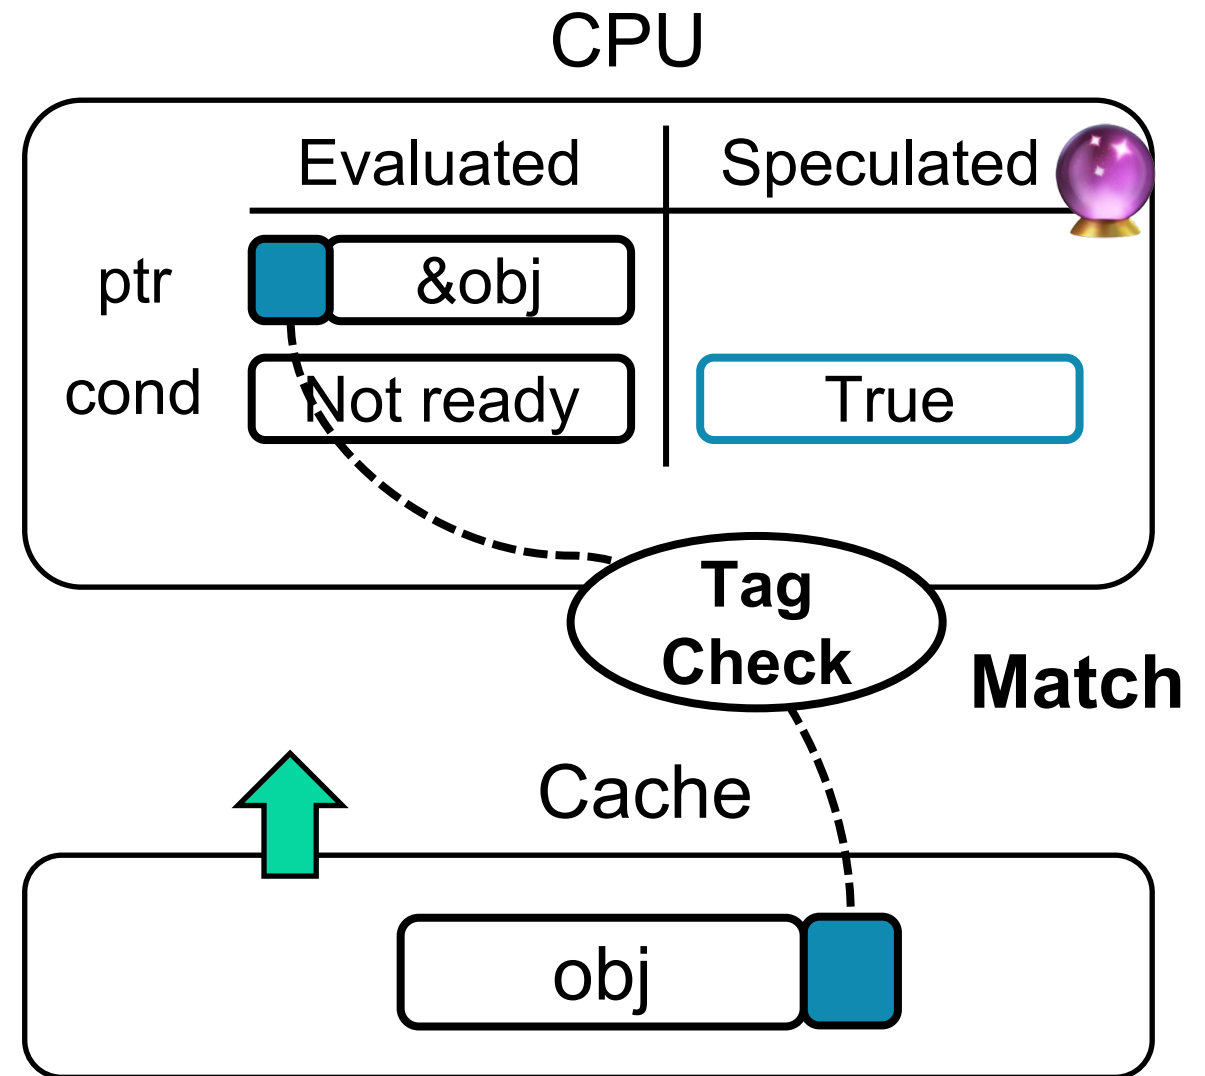 CPU
Evaluated
Speculated
ptr
&obj
cond
Not ready
True
Tag
Check
Match
Cache
obj